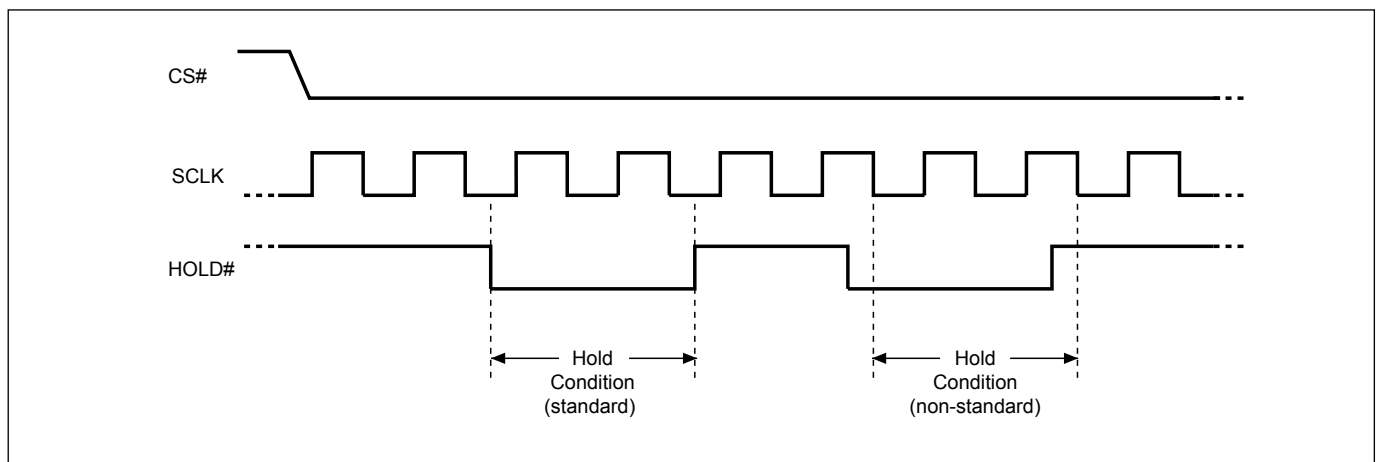 CS#
SCLK
HOLD#
Hold
Condition
(standard)
Hold
Condition
(non-standard)